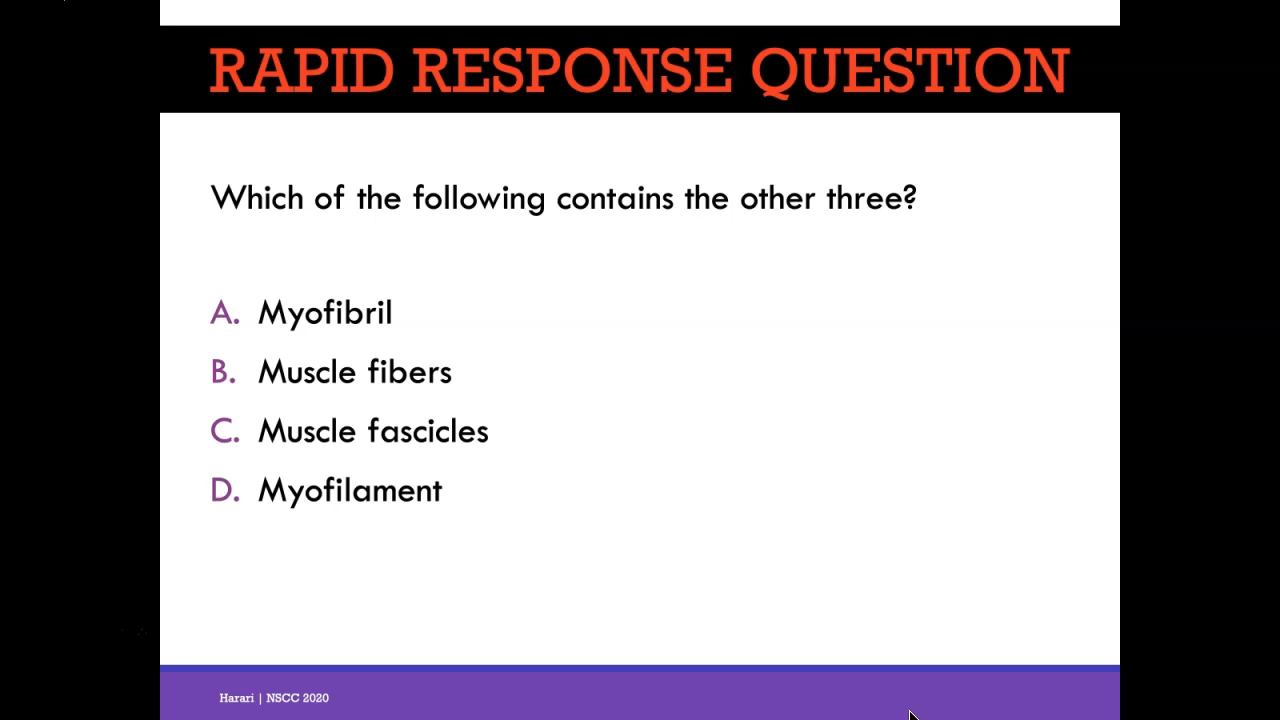 RAPID RESPONSE QUESTION
Which of the following contains the other three?
A. Myofibril
B. Muscle fibers
C. Muscle fascicles
D. Myofilament
Harari | NSCC 2020